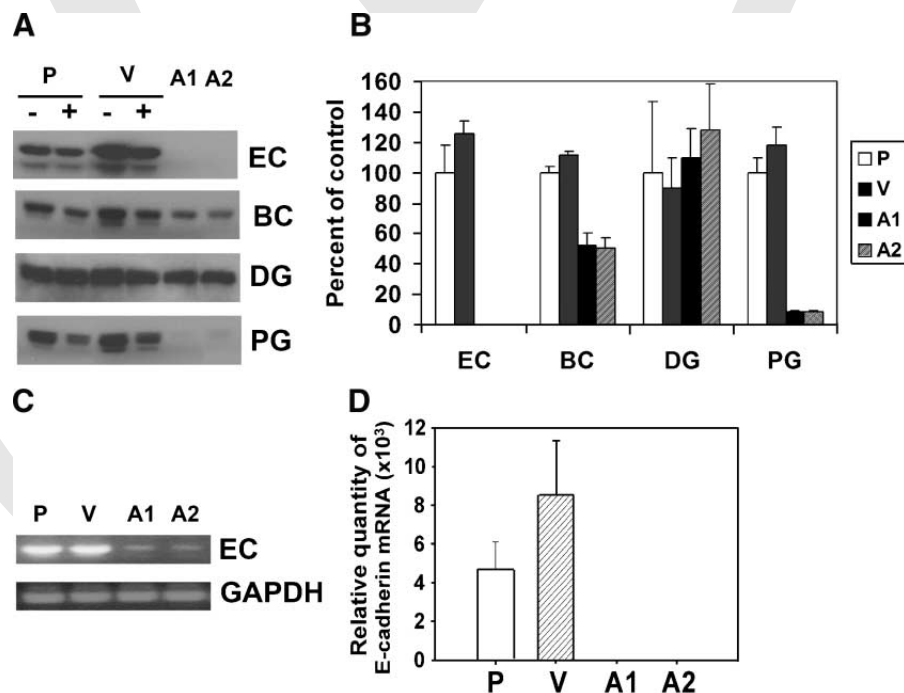 A
P V A1 A2
- + - +
EC
BC
DG
PG
B
Percent of control
160
140
120
100
80
60
40
20
0
EC BC DG PG
P
V
A1
A2
C
P V A1 A2
EC
GAPDH
D
Relative quantity of
E-cadherin mRNA (x10³)
12
10
8
6
4
2
0
P V A1 A2